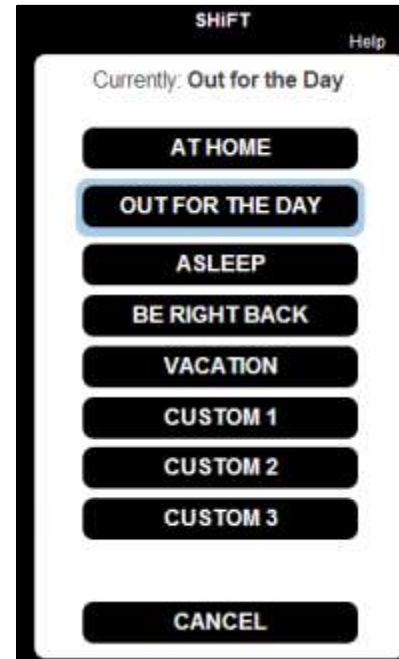 SHiFT
Help
Currently: Out for the Day
AT HOME
OUT FOR THE DAY
ASLEEP
BE RIGHT BACK
VACATION
CUSTOM 1
CUSTOM 2
CUSTOM 3
CANCEL